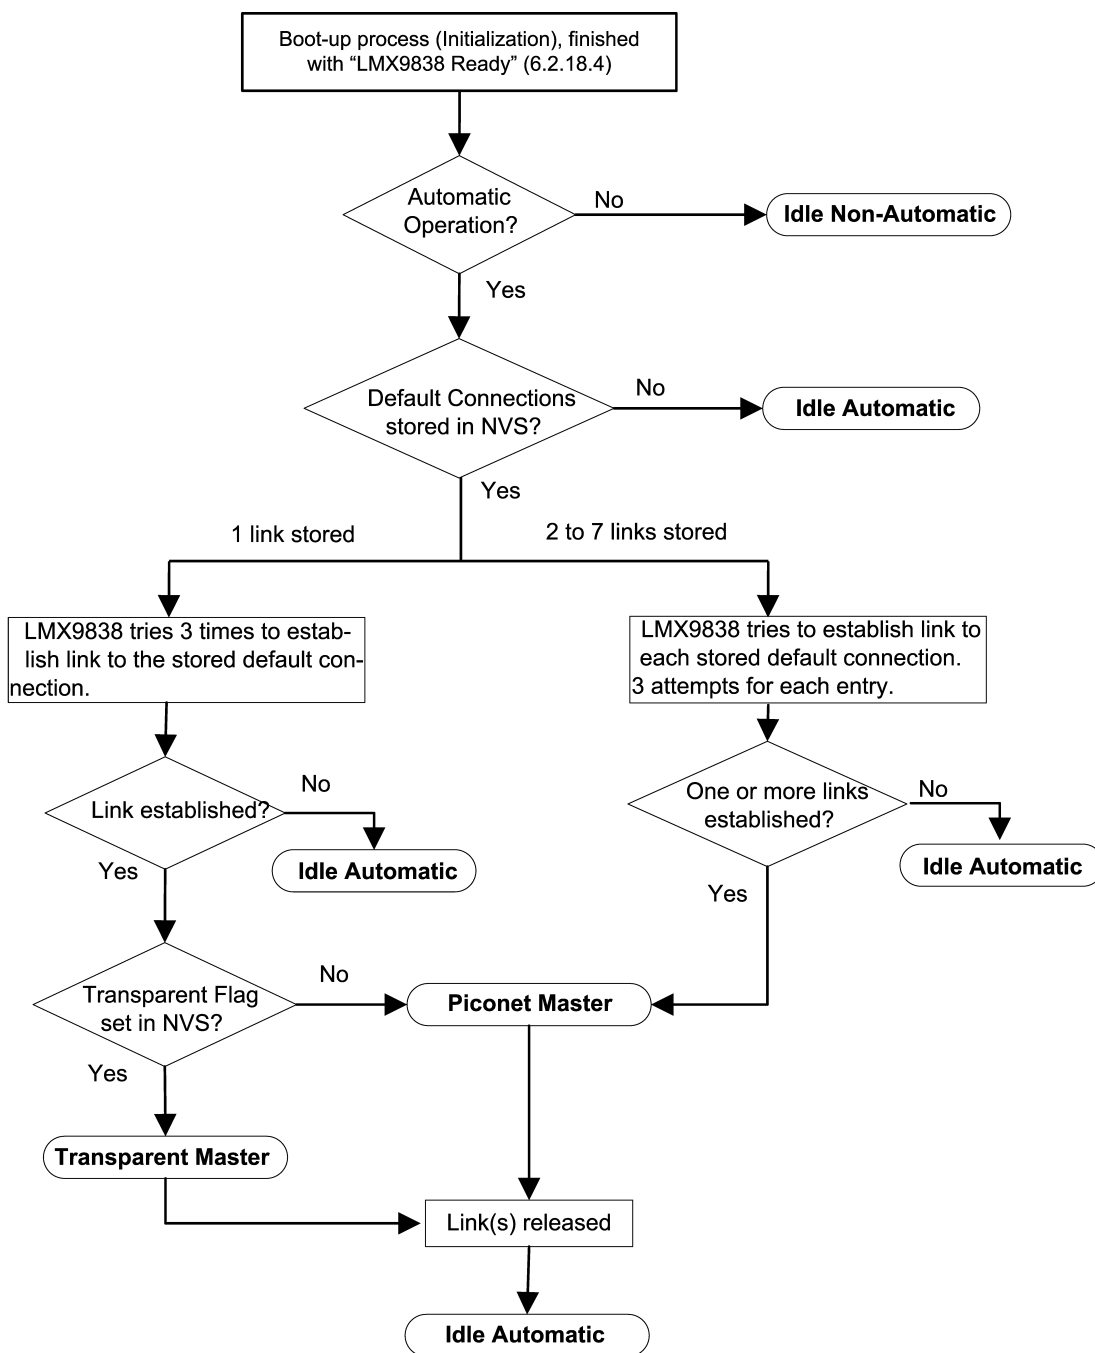 Boot-up process (Initialization), finished
with “LMX9838 Ready” (6.2.18.4)
Automatic
Operation?
No
Idle Non-Automatic
Yes
Default Connections
stored in NVS?
No
Idle Automatic
Yes
1 link stored
2 to 7 links stored
LMX9838 tries 3 times to estab-
lish link to the stored default con-
nection.
LMX9838 tries to establish link to
each stored default connection.
3 attempts for each entry.
Link established?
No
Idle Automatic
Yes
One or more links
established?
No
Idle Automatic
Yes
Transparent Flag
set in NVS?
No
Piconet Master
Yes
Transparent Master
Link(s) released
Idle Automatic